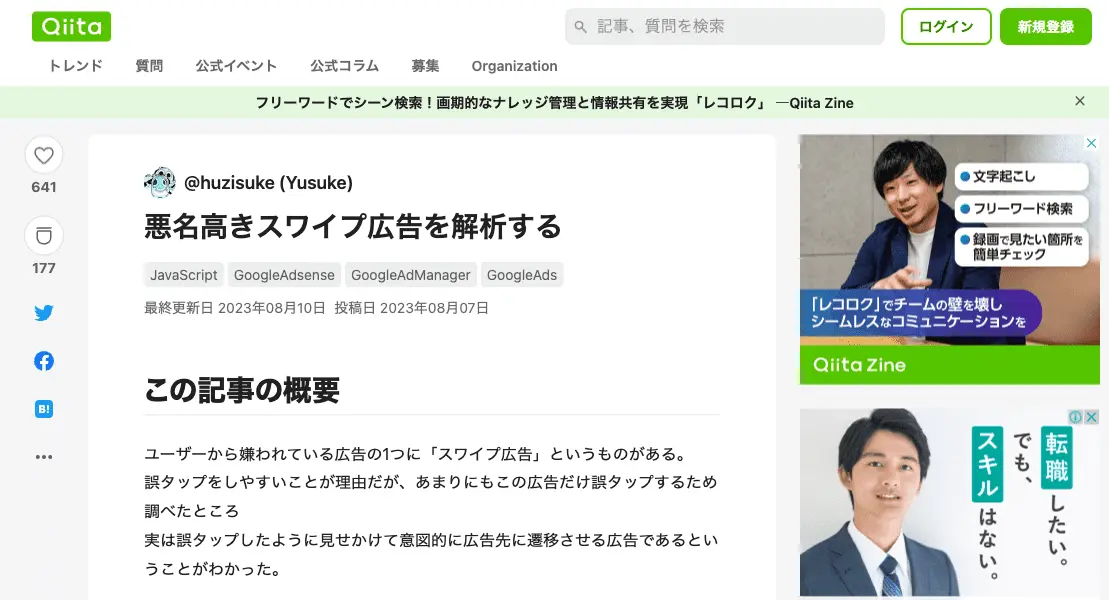 Qiita
記事、質問を検索
ログイン
新規登録
トレンド 質問 公式イベント 公式コラム 募集 Organization
フリーワードでシーン検索！画期的なナレッジ管理と情報共有を実現「レコロク」 ―Qiita Zine
641
177
B!
@huzisuke (Yusuke)
悪名高きスワイプ広告を解析する
JavaScript GoogleAdsense GoogleAdManager GoogleAds
最終更新日 2023年08月10日 投稿日 2023年08月07日
この記事の概要
ユーザーから嫌われている広告の1つに「スワイプ広告」というものがある。
誤タップをしやすいことが理由だが、あまりにもこの広告だけ誤タップするため
調べたところ
実は誤タップしたように見せかけて意図的に広告先に遷移させる広告であるとい
うことがわかった。
文字起こし
フリーワード検索
録画で見たい箇所を
簡単チェック
「レコロク」でチームの壁を壊し
シームレスなコミュニケーションを
Qiita Zine
転職したい。
でも、
スキルはない。